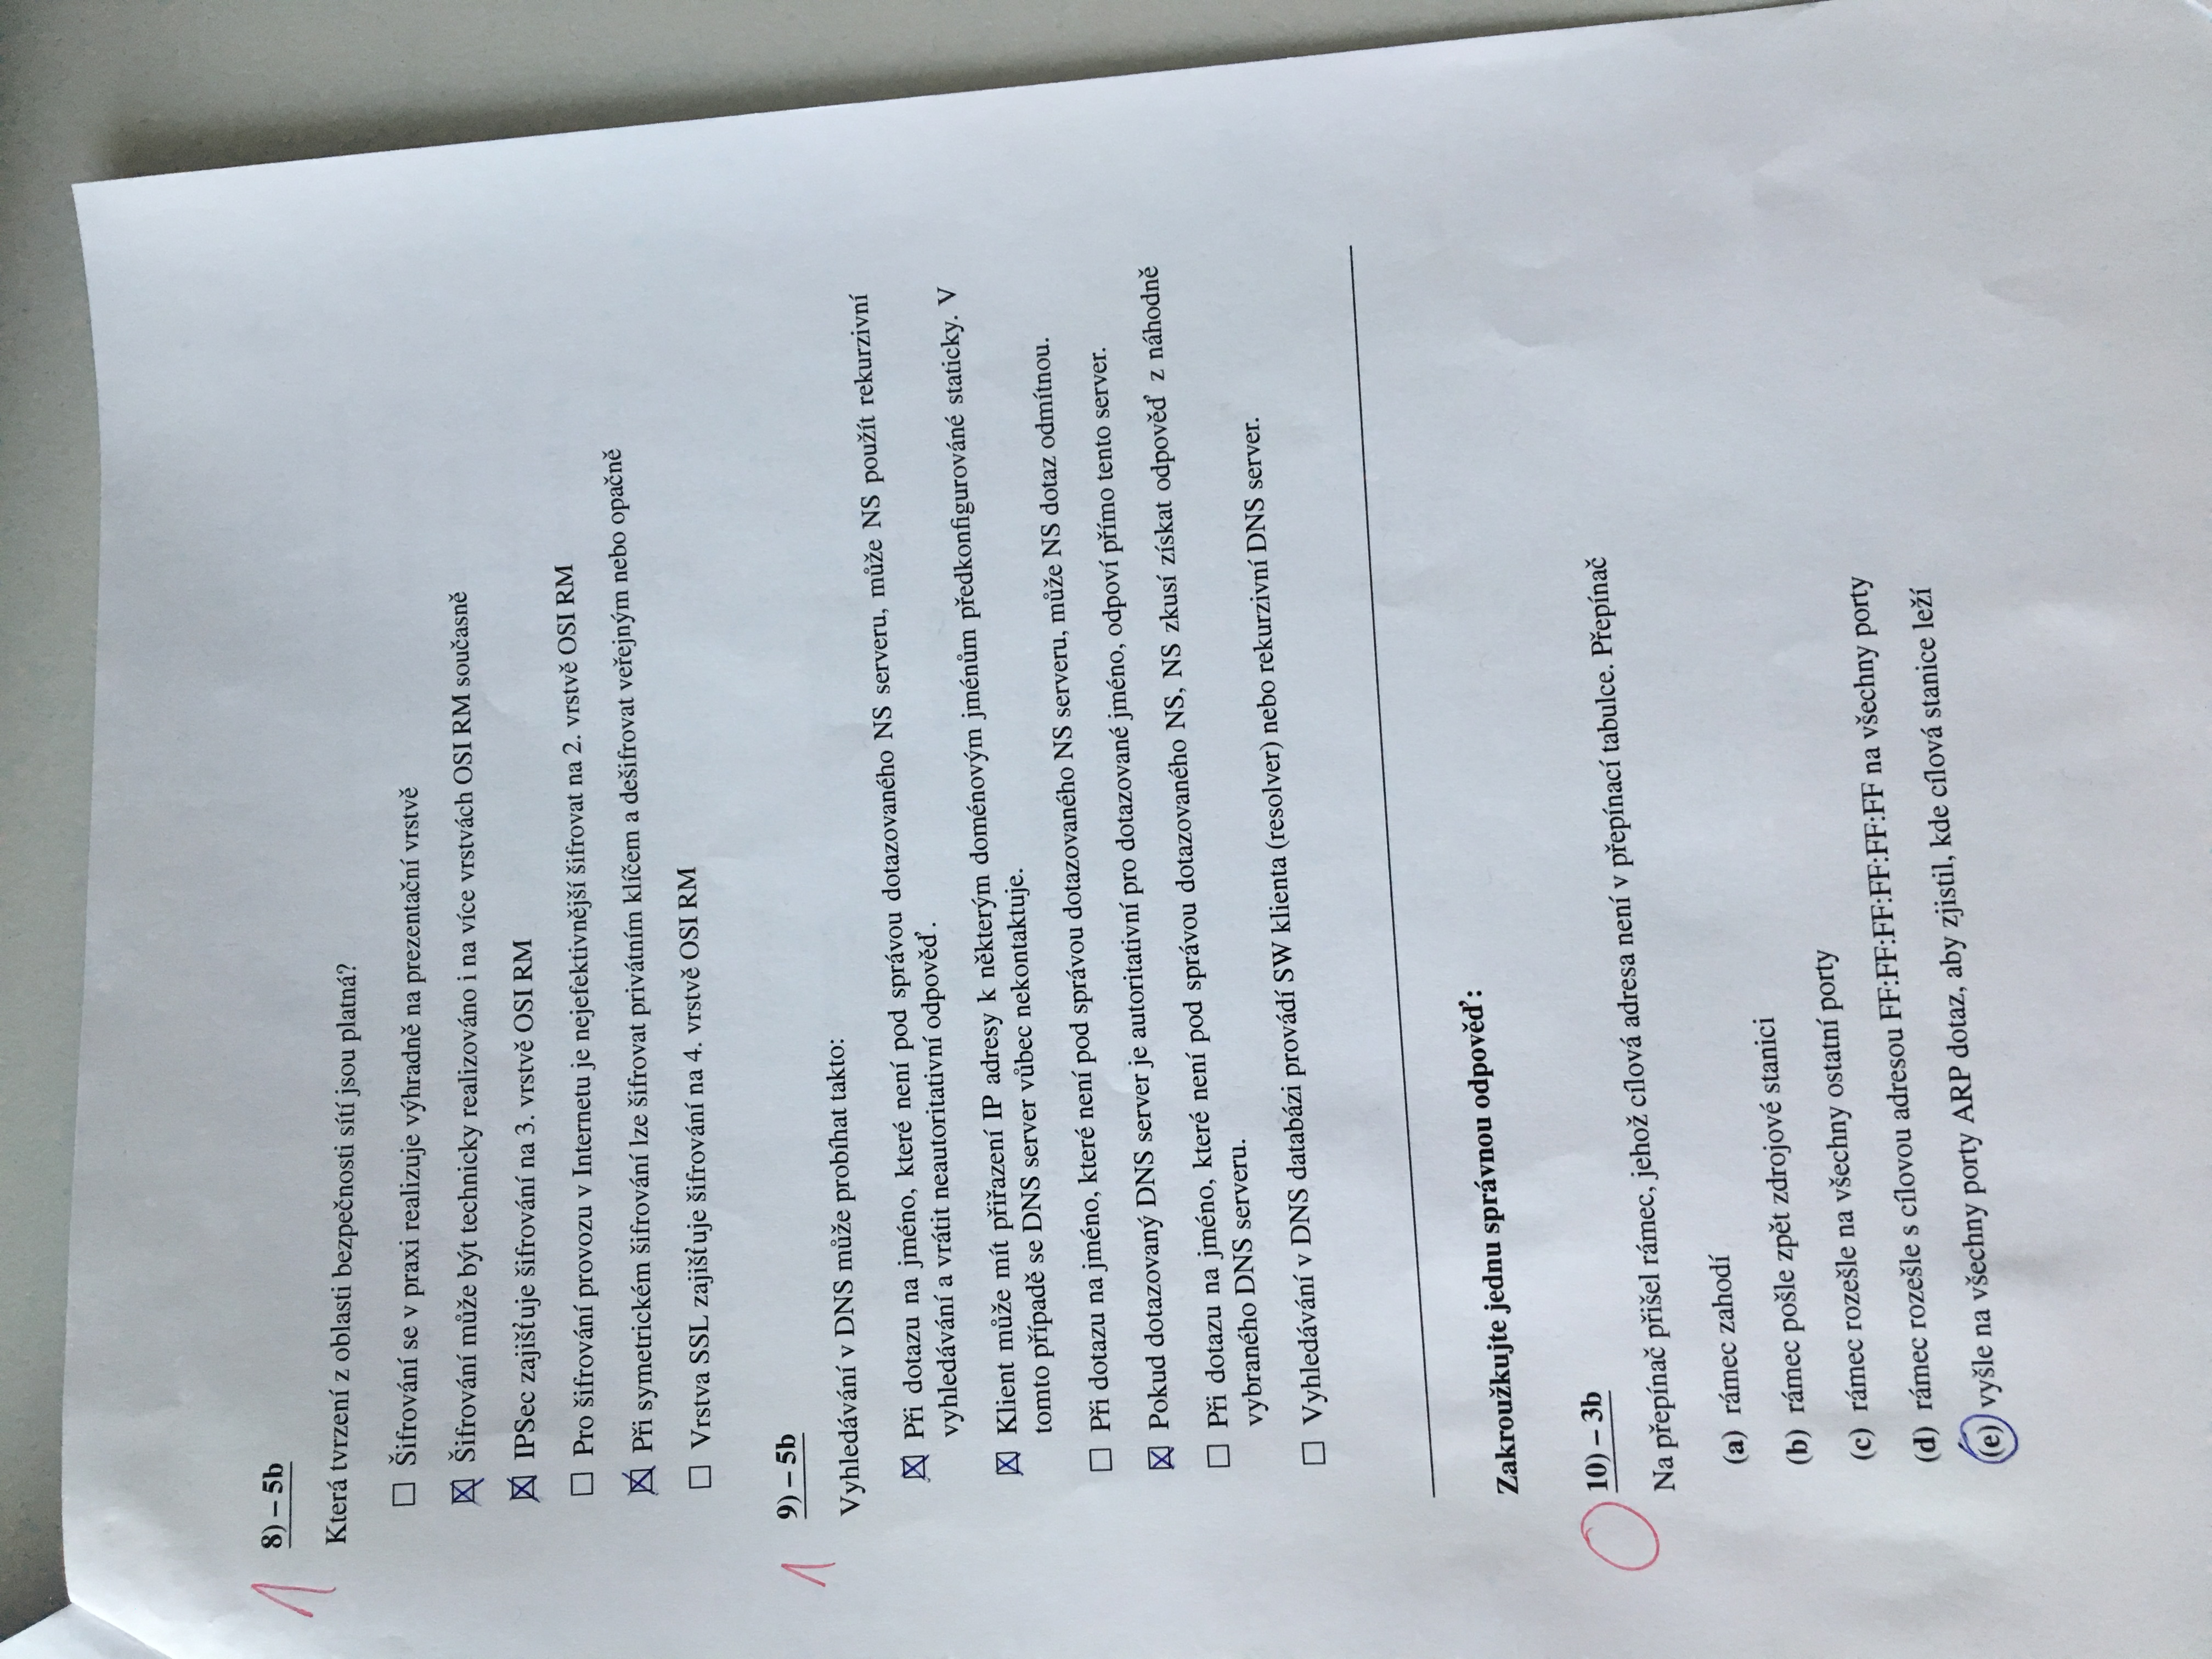 1
8) – 5b
Která tvrzení z oblasti bezpečnosti sítí jsou platná?
☐ Šifrování se v praxi realizuje výhradně na prezentační vrstvě
☒ Šifrování může být technicky realizováno i na více vrstvách OSI RM současně
☒ IPSec zajišťuje šifrování na 3. vrstvě OSI RM
☐ Pro šifrování provozu v Internetu je nejefektivnější šifrovat na 2. vrstvě OSI RM
☒ Při symetrickém šifrování lze šifrovat privátním klíčem a dešifrovat veřejným nebo opačně
☐ Vrstva SSL zajišťuje šifrování na 4. vrstvě OSI RM
1
9) – 5b
Vyhledávání v DNS může probíhat takto:
☒ Při dotazu na jméno, které není pod správou dotazovaného NS serveru, může NS použít rekurzivní
vyhledávání a vrátit neautoritativní odpověď.
☒ Klient může mít přiřazení IP adresy k některým doménovým jménům předkonfigurováné staticky. V
tomto případě se DNS server vůbec nekontaktuje.
☐ Při dotazu na jméno, které není pod správou dotazovaného NS serveru, může NS dotaz odmítnou.
☒ Pokud dotazovaný DNS server je autoritativní pro dotazované jméno, odpoví přímo tento server.
☐ Při dotazu na jméno, které není pod správou dotazovaného NS, NS zkusí získat odpověď z náhodně
vybraného DNS serveru.
☐ Vyhledávání v DNS databázi provádí SW klienta (resolver) nebo rekurzivní DNS server.
Zakroužkujte jednu správnou odpověď:
0
10) – 3b
Na přepínač přišel rámec, jehož cílová adresa není v přepínací tabulce. Přepínač
(a) rámec zahodí
(b) rámec pošle zpět zdrojové stanici
(c) rámec rozešle na všechny ostatní porty
(d) rámec rozešle s cílovou adresou FF:FF:FF:FF:FF:FF na všechny porty
(e) vyšle na všechny porty ARP dotaz, aby zjistil, kde cílová stanice leží